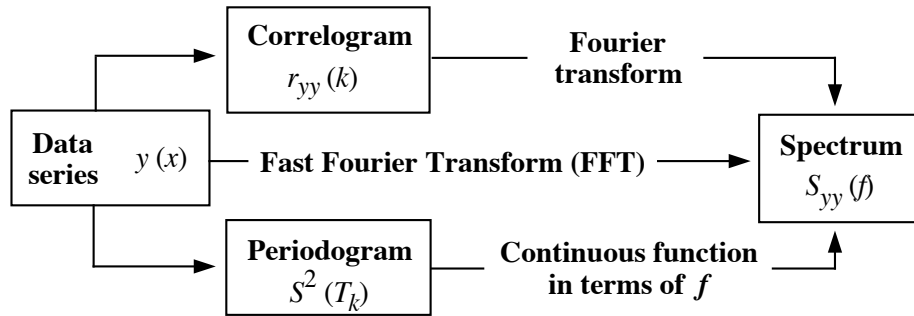 Correlogram
r_yy (k)
Fourier
transform
Data
series
y (x)
Fast Fourier Transform (FFT)
Spectrum
S_yy (f)
Periodogram
S² (T_k)
Continuous function
in terms of f